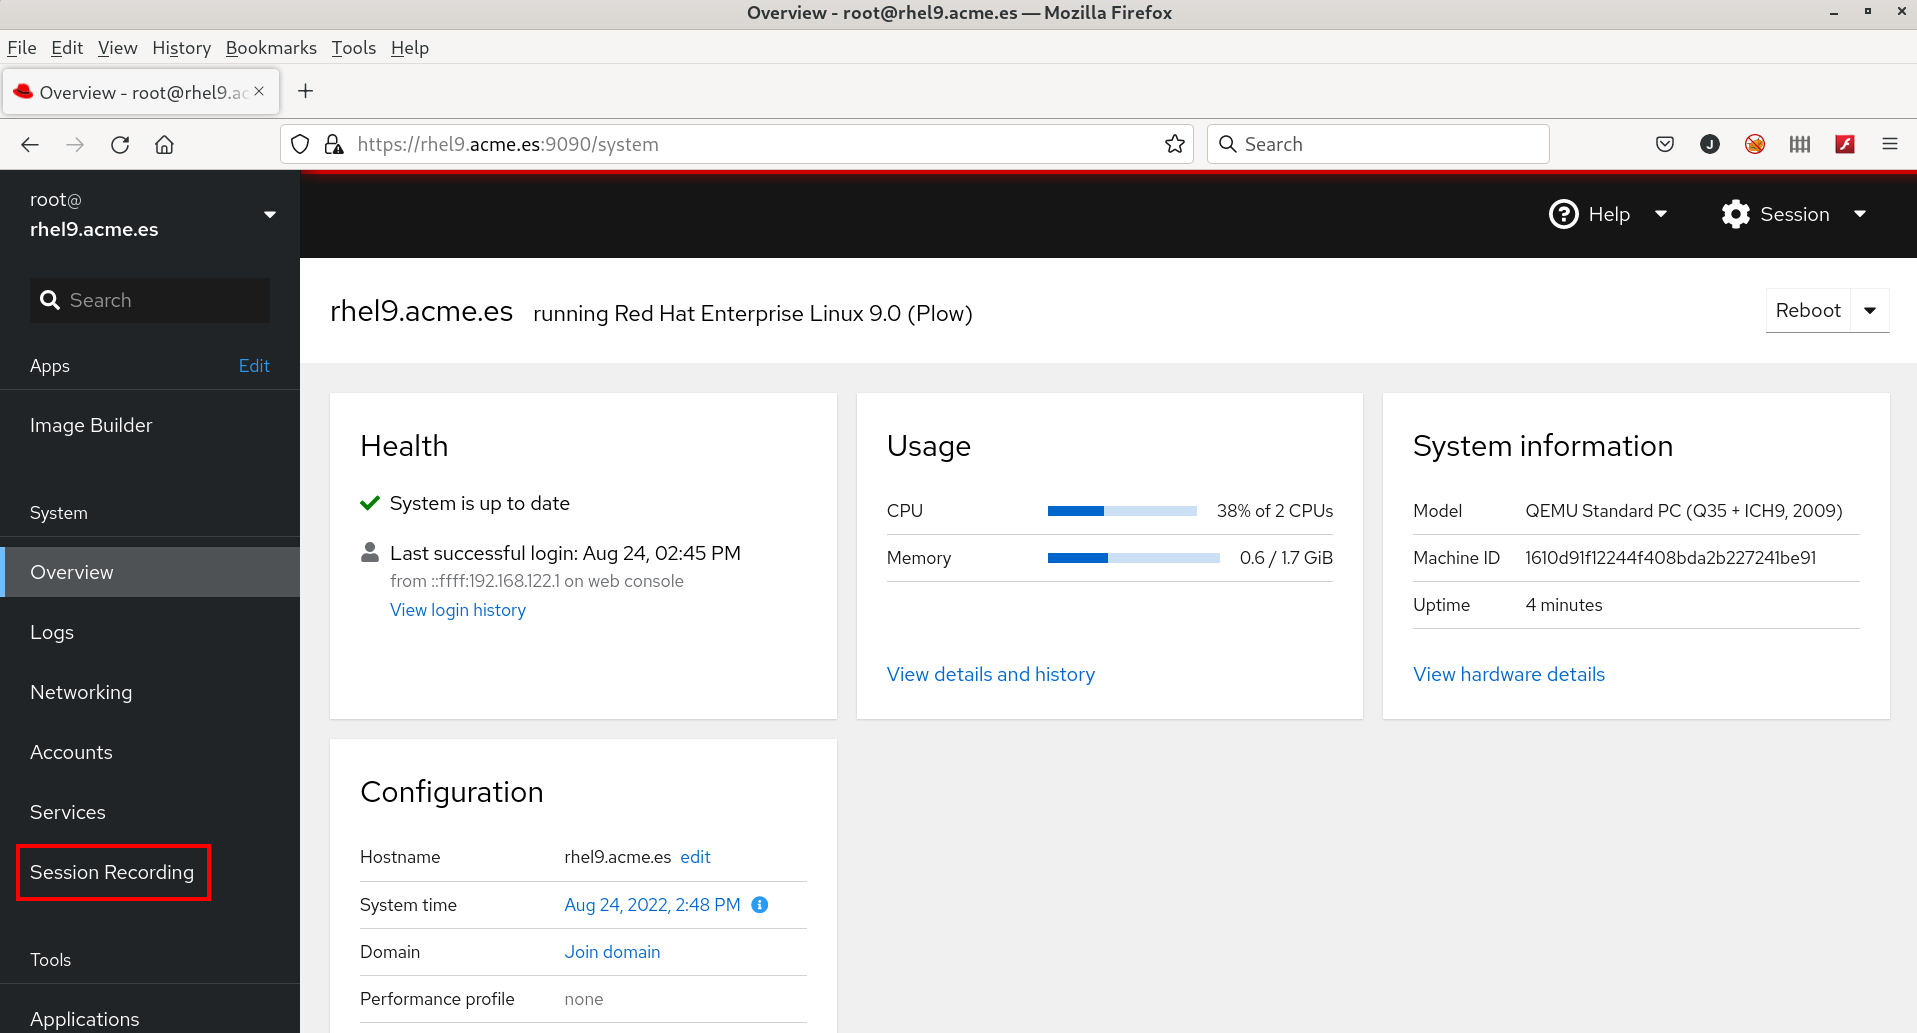 Overview - root@rhel9.acme.es — Mozilla Firefox
File Edit View History Bookmarks Tools Help
Overview - root@rhel9.ac
https://rhel9.acme.es:9090/system
Search
J
root@
rhel9.acme.es
Help
Session
Search
rhel9.acme.es running Red Hat Enterprise Linux 9.0 (Plow)
Reboot
Apps Edit
Image Builder
System
Overview
Logs
Networking
Accounts
Services
Session Recording
Tools
Applications
Health
System is up to date
Last successful login: Aug 24, 02:45 PM
from ::ffff:192.168.122.1 on web console
View login history
Usage
CPU 38% of 2 CPUs
Memory 0.6 / 1.7 GiB
View details and history
System information
Model QEMU Standard PC (Q35 + ICH9, 2009)
Machine ID 1610d91f12244f408bda2b227241be91
Uptime 4 minutes
View hardware details
Configuration
Hostname rhel9.acme.es edit
System time Aug 24, 2022, 2:48 PM
Domain Join domain
Performance profile none